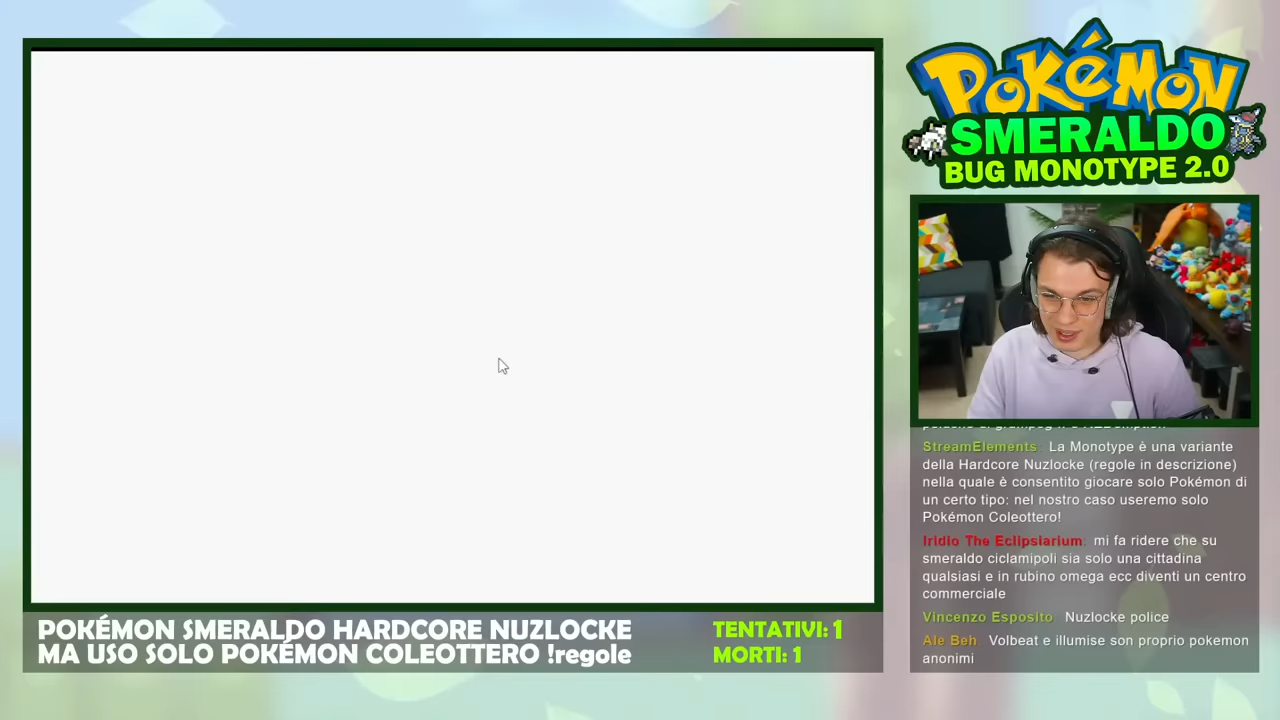 POKÉMON
SMERALDO
BUG MONOTYPE 2.0
StreamElements: La Monotype è una variante
della Hardcore Nuzlocke (regole in descrizione)
nella quale è consentito giocare solo Pokémon di
un certo tipo: nel nostro caso useremo solo
Pokémon Coleottero!
Iridio The Eclipsiarium: mi fa ridere che su
smeraldo ciclamipoli sia solo una cittadina
qualsiasi e in rubino omega ecc diventi un centro
commerciale
Vincenzo Esposito Nuzlocke police
Ale Beh Volbeat e illumise son proprio pokemon
anonimi
POKÉMON SMERALDO HARDCORE NUZLOCKE
MA USO SOLO POKÉMON COLEOTTERO !regole
TENTATIVI: 1
MORTI: 1